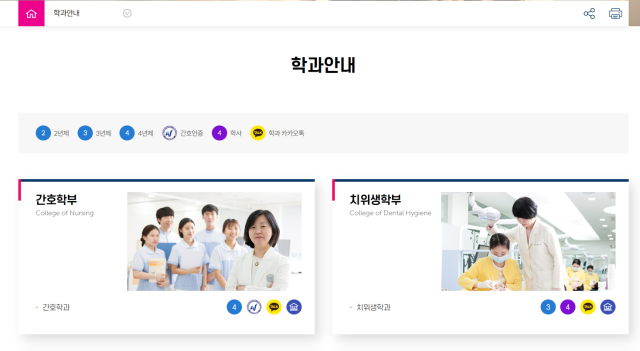 학과안내
학과안내
2 2년제 3 3년제 4 4년제 간호인증 4 학사 TALK 학과 카카오톡
간호학부
College of Nursing
간호학과
4 TALK
치위생학부
College of Dental Hygiene
치위생학과
3 4 TALK